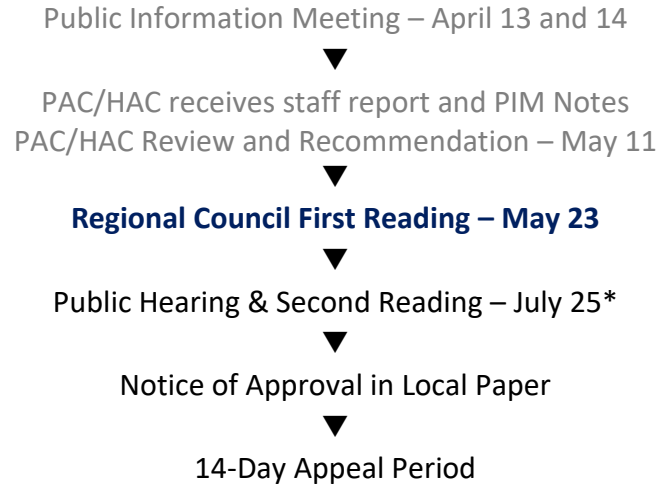 Public Information Meeting – April 13 and 14
▼
PAC/HAC receives staff report and PIM Notes
PAC/HAC Review and Recommendation – May 11
▼
Regional Council First Reading – May 23
▼
Public Hearing & Second Reading – July 25*
▼
Notice of Approval in Local Paper
▼
14-Day Appeal Period